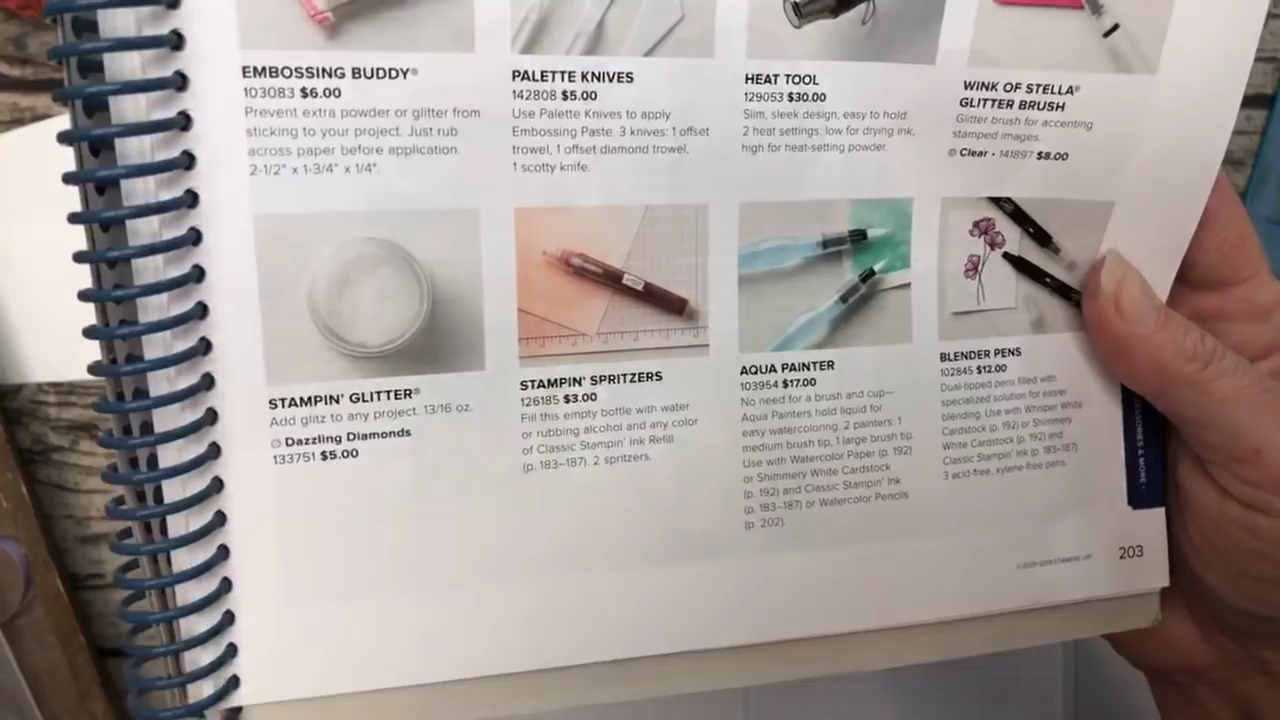 EMBOSSING BUDDY®
103083 $6.00
Prevent extra powder or glitter from
sticking to your project. Just rub
across paper before application.
2-1/2" x 1-3/4" x 1/4".
PALETTE KNIVES
142808 $5.00
Use Palette Knives to apply
Embossing Paste. 3 knives: 1 offset
trowel, 1 offset diamond trowel,
1 scotty knife.
HEAT TOOL
129053 $30.00
Slim, sleek design; easy to hold.
2 heat settings: low for drying ink,
high for heat-setting powder.
WINK OF STELLA®
GLITTER BRUSH
Glitter brush for accenting
stamped images.
Clear • 141897 $8.00
STAMPIN' GLITTER®
Add glitz to any project. 13/16 oz.
Dazzling Diamonds
133751 $5.00
STAMPIN' SPRITZERS
126185 $3.00
Fill this empty bottle with water
or rubbing alcohol and any color
of Classic Stampin' Ink Refill
(p. 183–187). 2 spritzers.
AQUA PAINTER
103954 $17.00
No need for a brush and cup—
Aqua Painters hold liquid for
easy watercoloring. 2 painters: 1
medium brush tip, 1 large brush tip.
Use with Watercolor Paper (p. 192)
or Shimmery White Cardstock
(p. 192) and Classic Stampin' Ink
(p. 183–187) or Watercolor Pencils
(p. 202).
BLENDER PENS
102845 $12.00
Dual-tipped pens filled with
specialized solution for easier
blending. Use with Whisper White
Cardstock (p. 192) or Shimmery
White Cardstock (p. 192) and
Classic Stampin' Ink (p. 183–187)
3 acid-free, xylene-free pens.
& MORE •
203